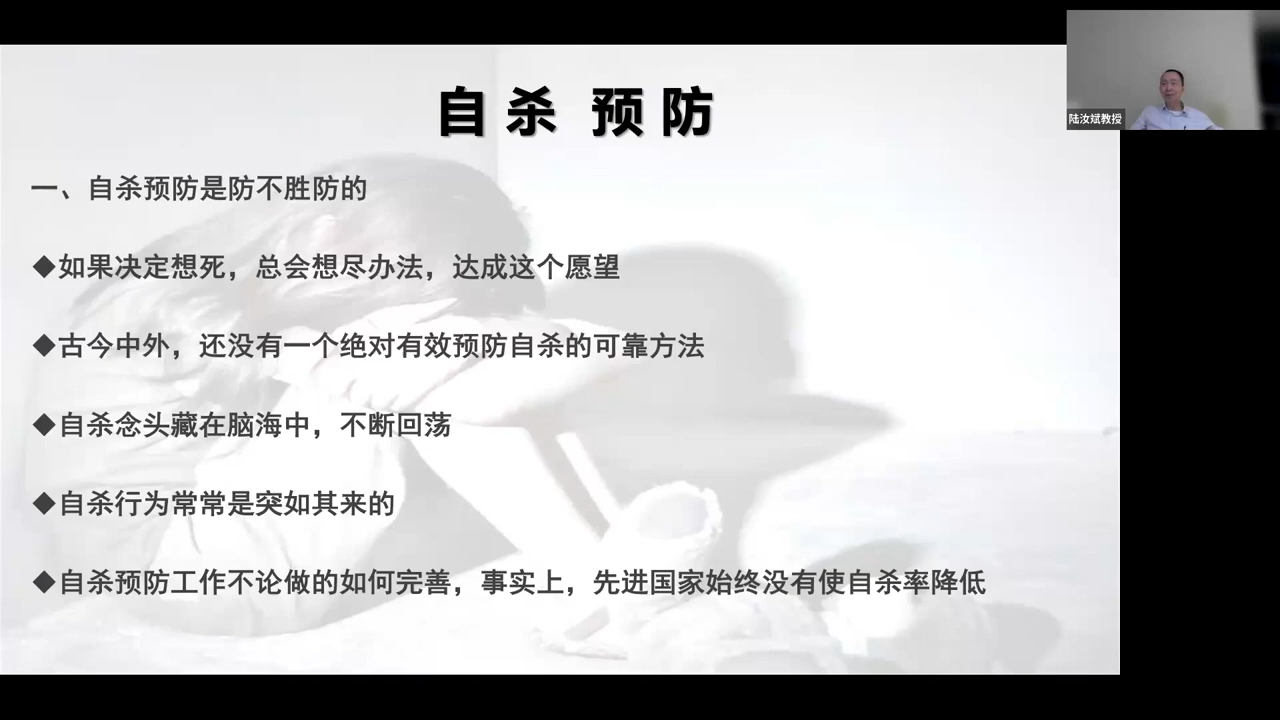 自杀 预防
陆汝斌教授
一、自杀预防是防不胜防的
◆如果决定想死，总会想尽办法，达成这个愿望
◆古今中外，还没有一个绝对有效预防自杀的可靠方法
◆自杀念头藏在脑海中，不断回荡
◆自杀行为常常是突如其来的
◆自杀预防工作不论做的如何完善，事实上，先进国家始终没有使自杀率降低